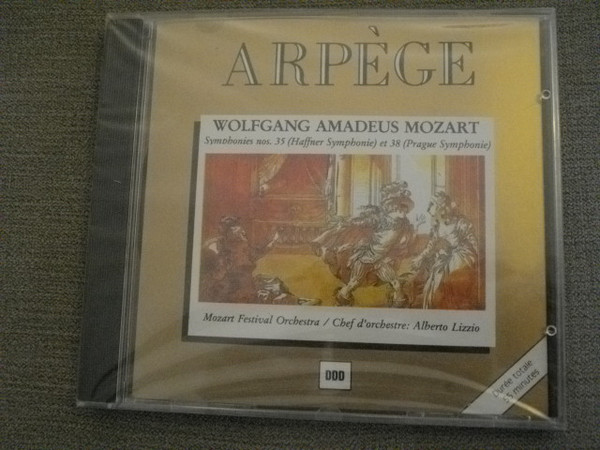 ARPÈGE
WOLFGANG AMADEUS MOZART
Symphonies nos. 35 (Haffner Symphonie) et 38 (Prague Symphonie)
Mozart Festival Orchestra / Chef d'orchestre: Alberto Lizzio
DDD
Durée totale
minutes